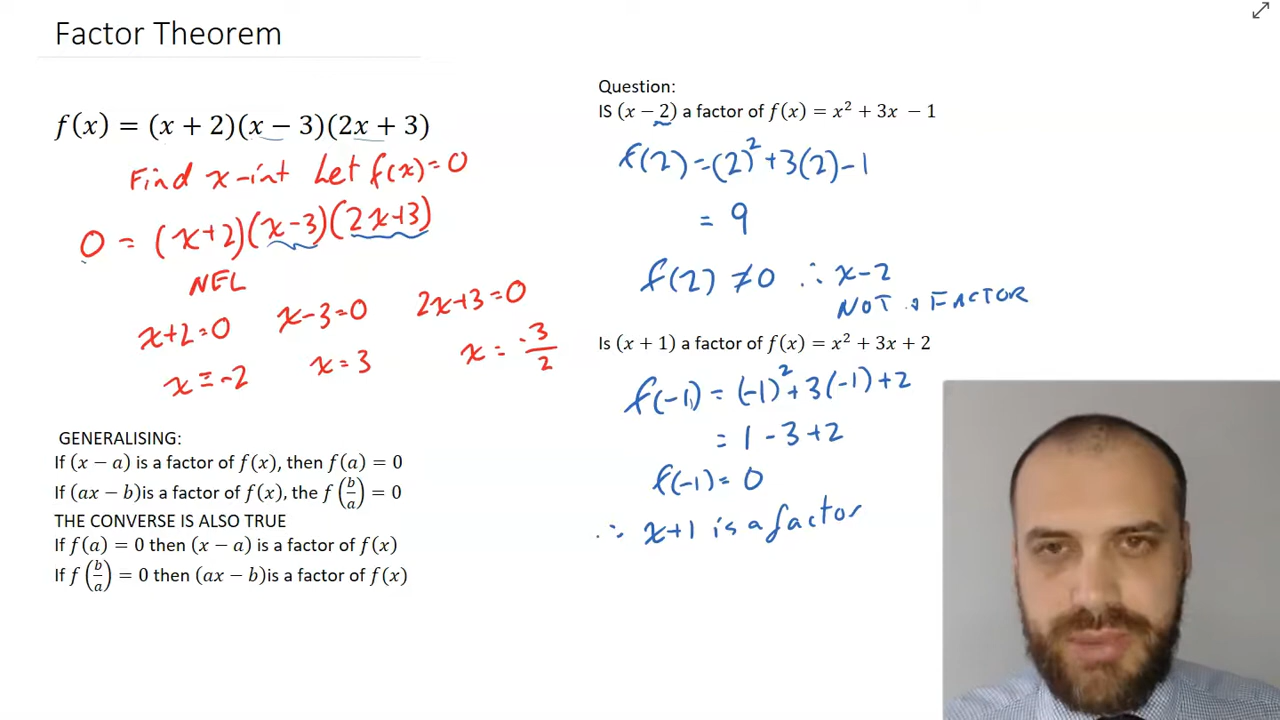 Factor Theorem
f(x) = (x + 2)(x − 3)(2x + 3)
Find x-int Let f(x)=0
0 = (x+2)(x-3)(2x+3)
NFL
x+2=0 x-3=0 2x+3=0
x=-2 x=3 x=-3/2
GENERALISING:
If (x − a) is a factor of f(x), then f(a) = 0
If (ax − b)is a factor of f(x), the f(b/a) = 0
THE CONVERSE IS ALSO TRUE
If f(a) = 0 then (x − a) is a factor of f(x)
If f(b/a) = 0 then (ax − b)is a factor of f(x)
Question:
IS (x − 2) a factor of f(x) = x² + 3x − 1
f(2)=(2)²+3(2)-1
= 9
f(2) ≠0 ∴ x-2
NOT a FACTOR
Is (x + 1) a factor of f(x) = x² + 3x + 2
f(-1)=(-1)²+3(-1)+2
= 1-3+2
f(-1)=0
∴ x+1 is a factor